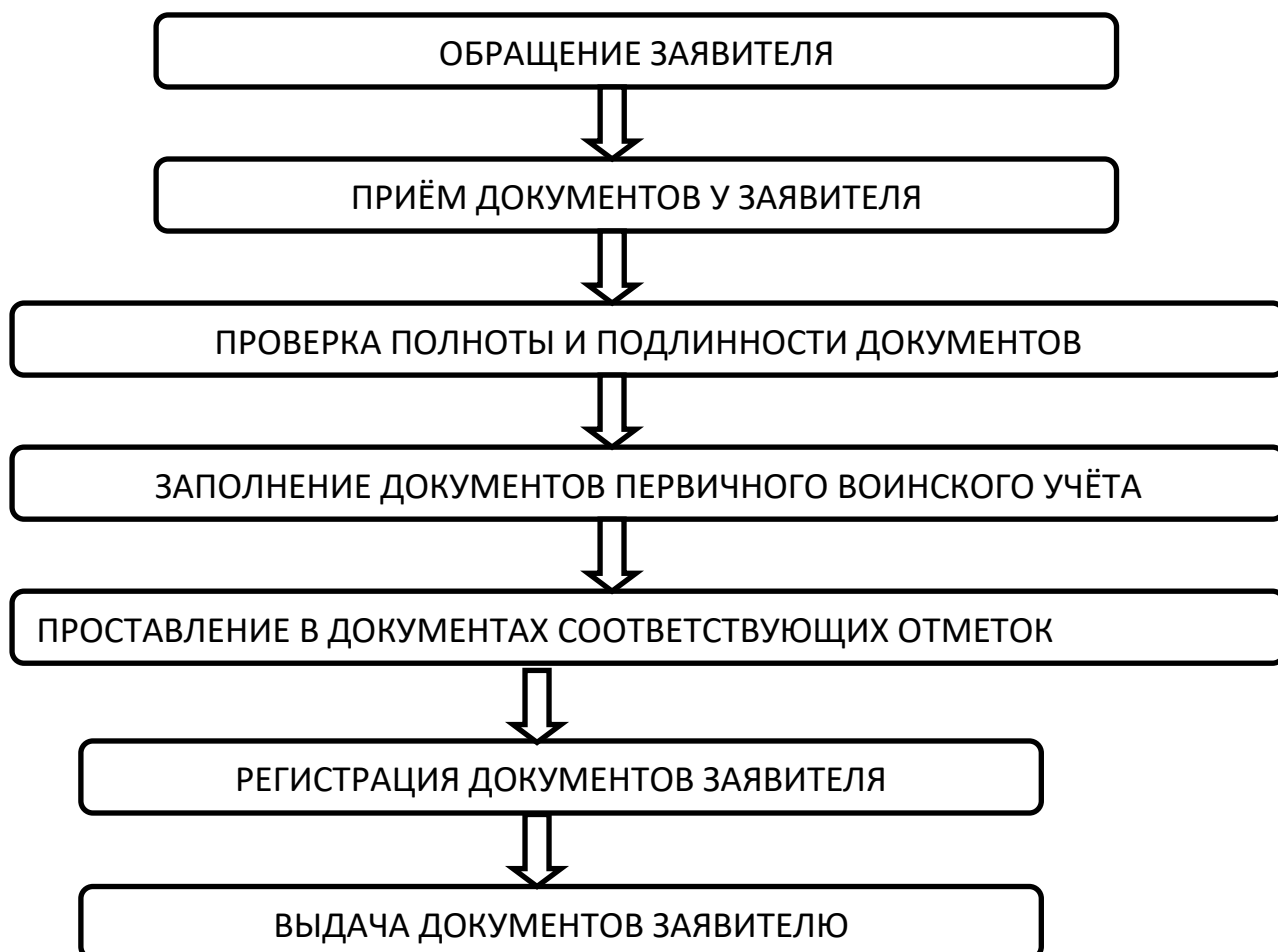 ОБРАЩЕНИЕ ЗАЯВИТЕЛЯ
ПРИЁМ ДОКУМЕНТОВ У ЗАЯВИТЕЛЯ
ПРОВЕРКА ПОЛНОТЫ И ПОДЛИННОСТИ ДОКУМЕНТОВ
ЗАПОЛНЕНИЕ ДОКУМЕНТОВ ПЕРВИЧНОГО ВОИНСКОГО УЧЁТА
ПРОСТАВЛЕНИЕ В ДОКУМЕНТАХ СООТВЕТСТВУЮЩИХ ОТМЕТОК
РЕГИСТРАЦИЯ ДОКУМЕНТОВ ЗАЯВИТЕЛЯ
ВЫДАЧА ДОКУМЕНТОВ ЗАЯВИТЕЛЮ